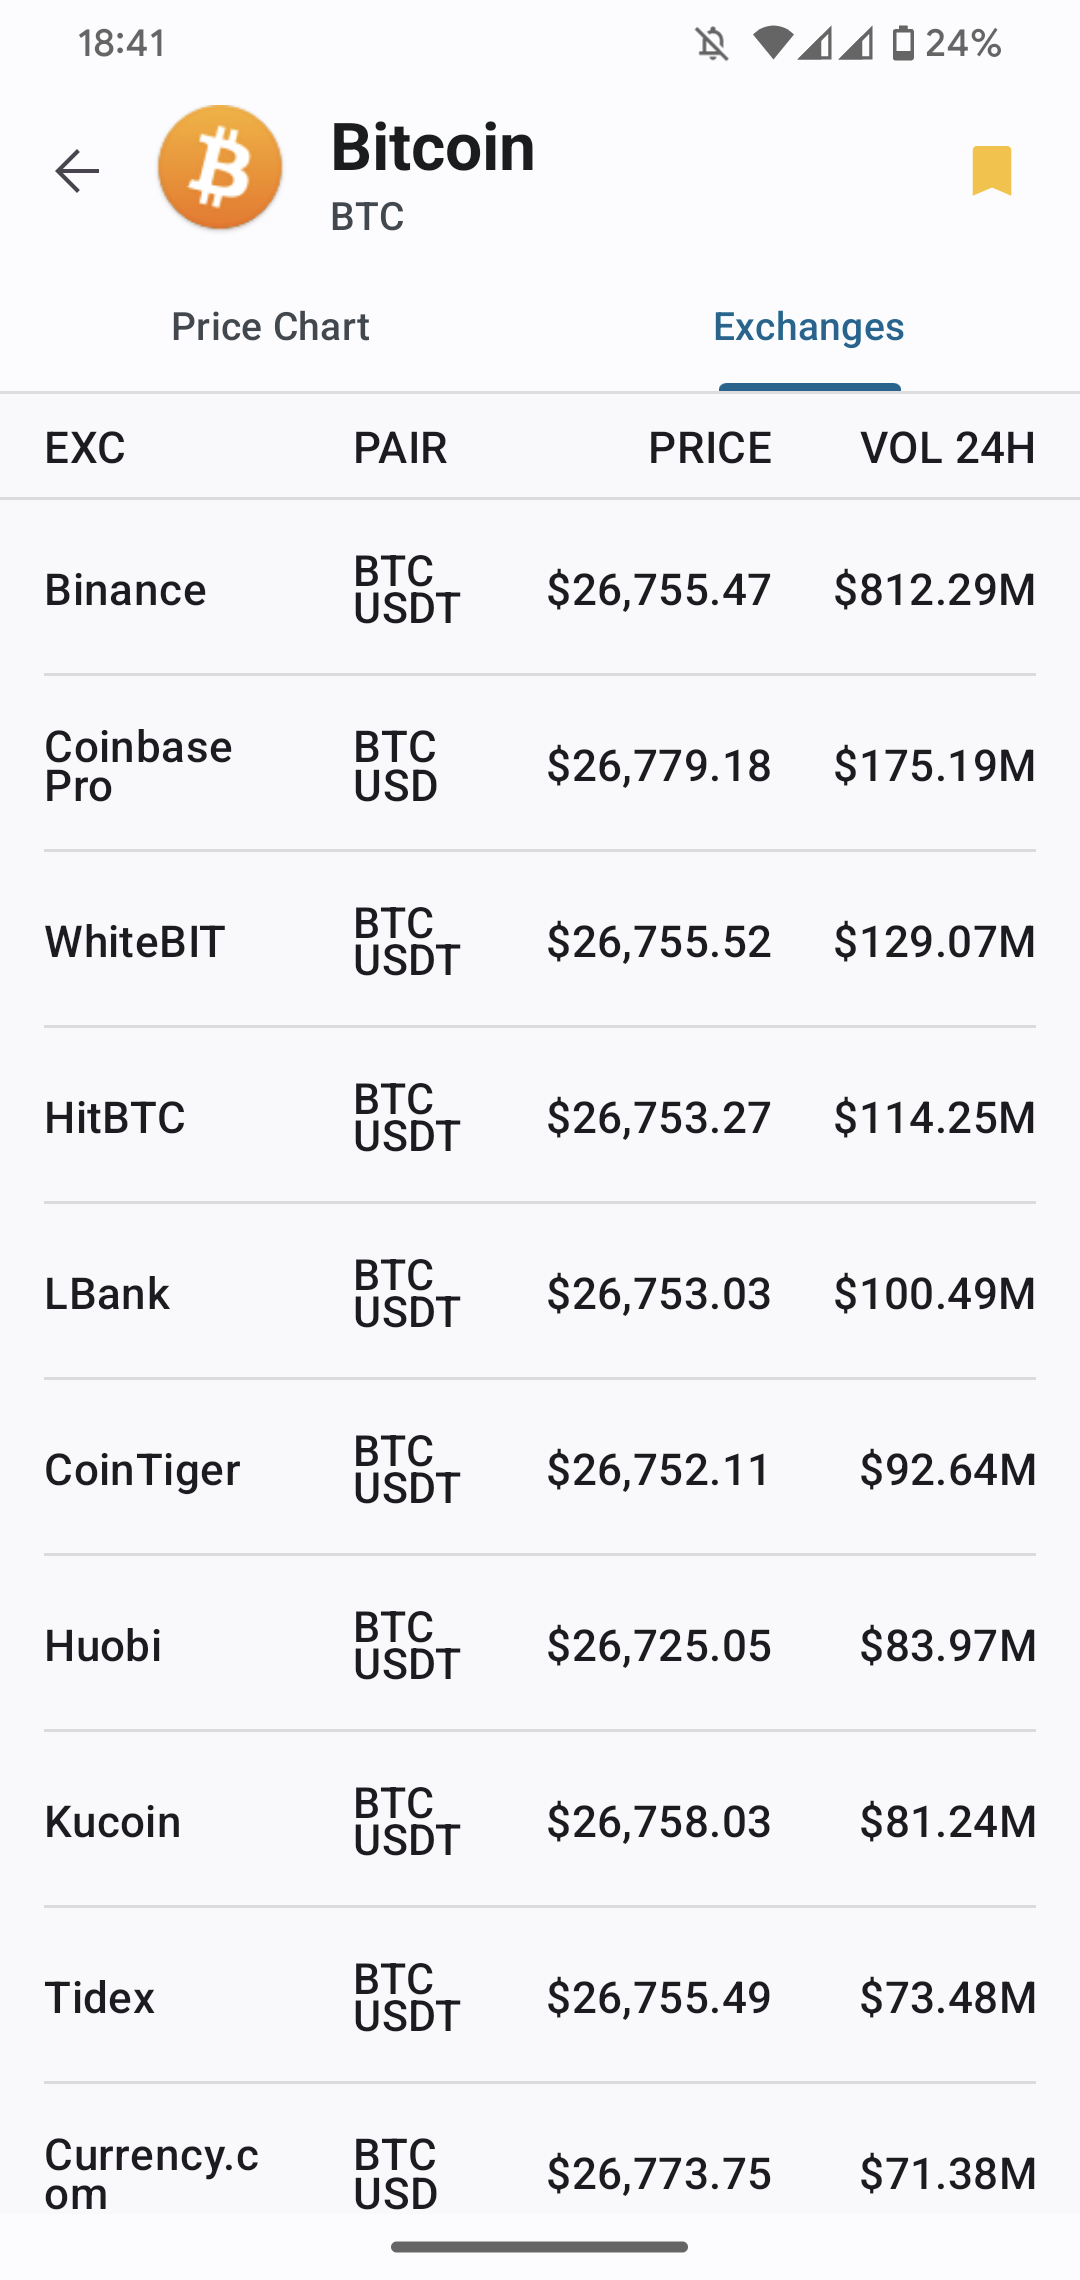 18:41 24%
Bitcoin
BTC
Price Chart Exchanges
EXC PAIR PRICE VOL 24H
Binance BTC USDT $26,755.47 $812.29M
Coinbase Pro BTC USD $26,779.18 $175.19M
WhiteBIT BTC USDT $26,755.52 $129.07M
HitBTC BTC USDT $26,753.27 $114.25M
LBank BTC USDT $26,753.03 $100.49M
CoinTiger BTC USDT $26,752.11 $92.64M
Huobi BTC USDT $26,725.05 $83.97M
Kucoin BTC USDT $26,758.03 $81.24M
Tidex BTC USDT $26,755.49 $73.48M
Currency.com BTC USD $26,773.75 $71.38M